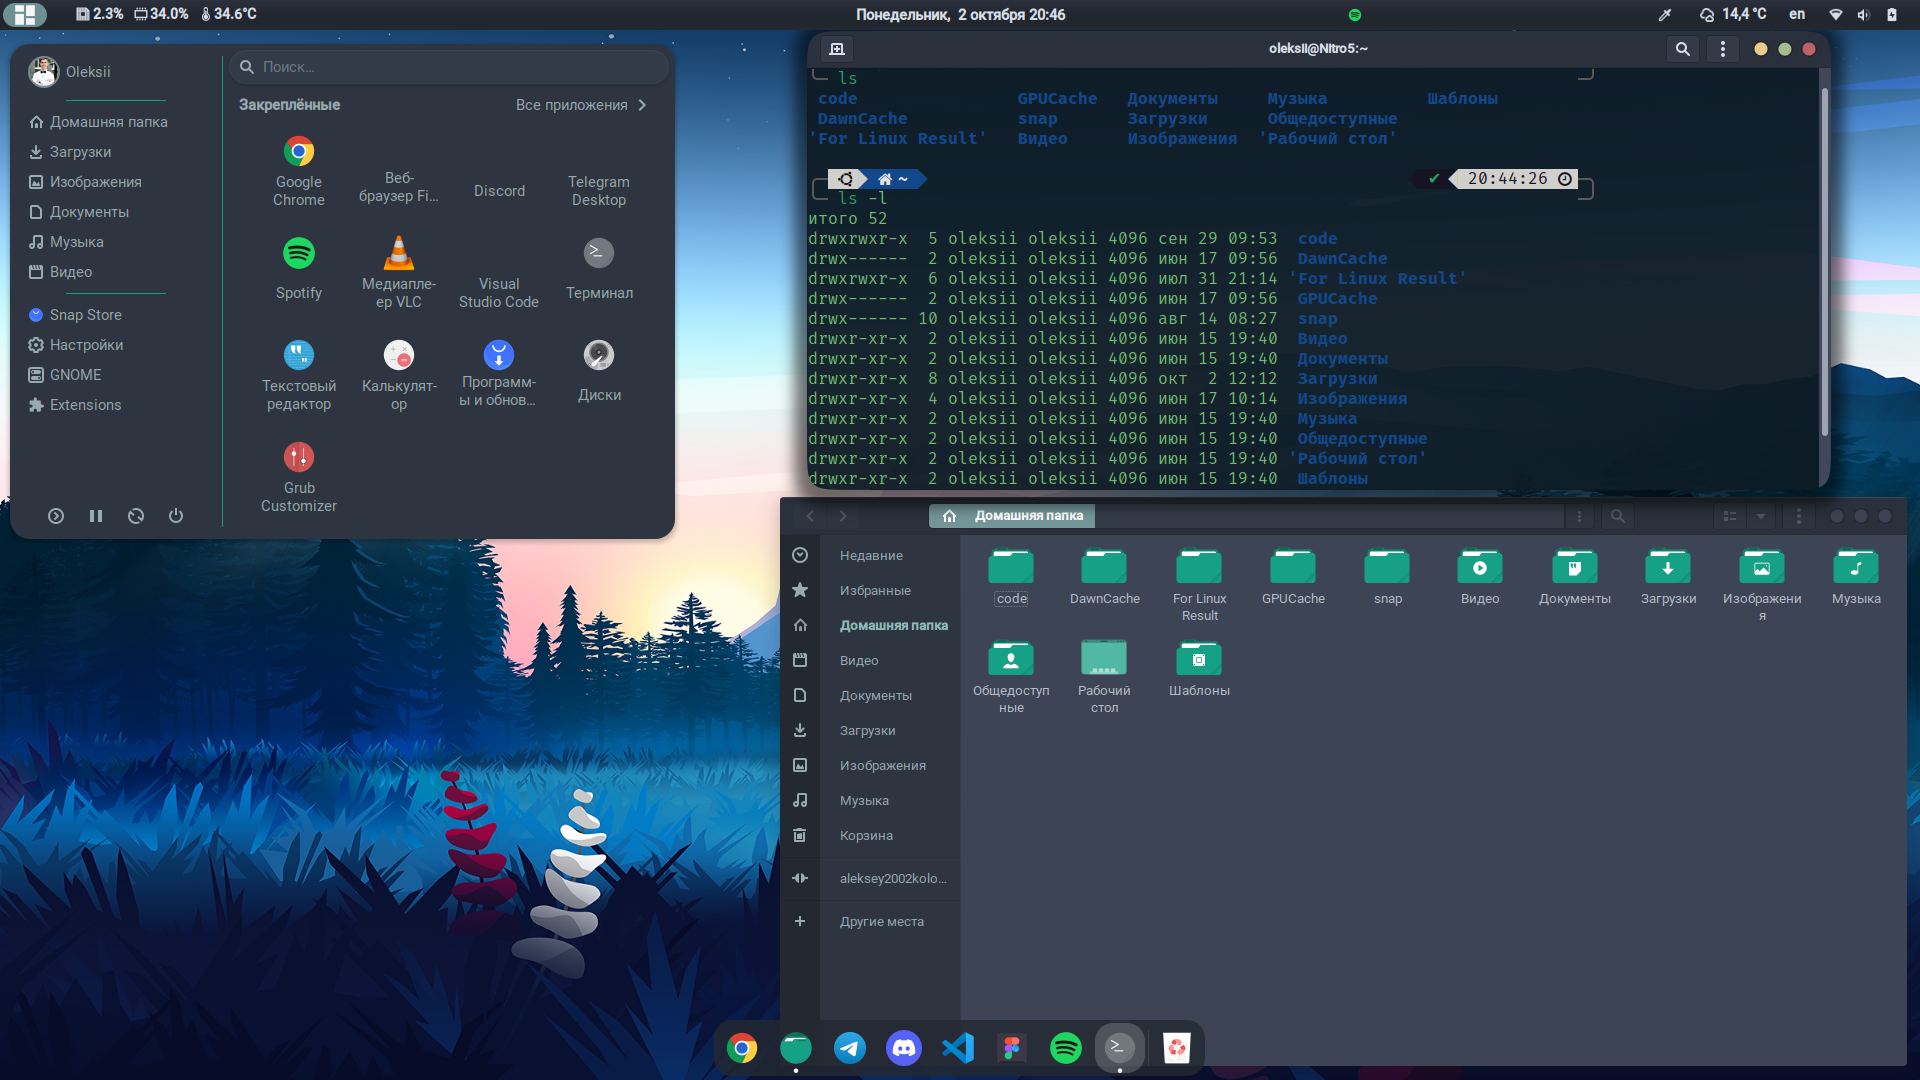 2.3% 34.0% 34.6°C
Понедельник, 2 октября 20:46
14,4 °C en
Oleksii
Домашняя папка
Загрузки
Изображения
Документы
Музыка
Видео
Snap Store
Настройки
GNOME
Extensions
Поиск...
Закреплённые Все приложения
Google
Chrome
Веб-
браузер Fi...
Discord
Telegram
Desktop
Spotify
Медиапле-
ер VLC
Visual
Studio Code
Терминал
Текстовый
редактор
Калькулят-
ор
Программ-
ы и обнов...
Диски
Grub
Customizer
oleksii@Nitro5:~
ls
code GPUCache Документы Музыка Шаблоны
DawnCache snap Загрузки Общедоступные
'For Linux Result' Видео Изображения 'Рабочий стол'
~ ✔ 20:44:26
ls -l
итого 52
drwxrwxr-x 5 oleksii oleksii 4096 сен 29 09:53 code
drwx------ 2 oleksii oleksii 4096 июн 17 09:56 DawnCache
drwxrwxr-x 6 oleksii oleksii 4096 июл 31 21:14 'For Linux Result'
drwx------ 2 oleksii oleksii 4096 июн 17 09:56 GPUCache
drwx------ 10 oleksii oleksii 4096 авг 14 08:27 snap
drwxr-xr-x 2 oleksii oleksii 4096 июн 15 19:40 Видео
drwxr-xr-x 2 oleksii oleksii 4096 июн 15 19:40 Документы
drwxr-xr-x 8 oleksii oleksii 4096 окт 2 12:12 Загрузки
drwxr-xr-x 4 oleksii oleksii 4096 июн 17 10:14 Изображения
drwxr-xr-x 2 oleksii oleksii 4096 июн 15 19:40 Музыка
drwxr-xr-x 2 oleksii oleksii 4096 июн 15 19:40 Общедоступные
drwxr-xr-x 2 oleksii oleksii 4096 июн 15 19:40 'Рабочий стол'
drwxr-xr-x 2 oleksii oleksii 4096 июн 15 19:40 Шаблоны
Домашняя папка
Недавние
Избранные
Домашняя папка
Видео
Документы
Загрузки
Изображения
Музыка
Корзина
aleksey2002kolo...
Другие места
code
DawnCache
For Linux
Result
GPUCache
snap
Видео
Документы
Загрузки
Изображени
я
Музыка
Общедоступ
ные
Рабочий
стол
Шаблоны